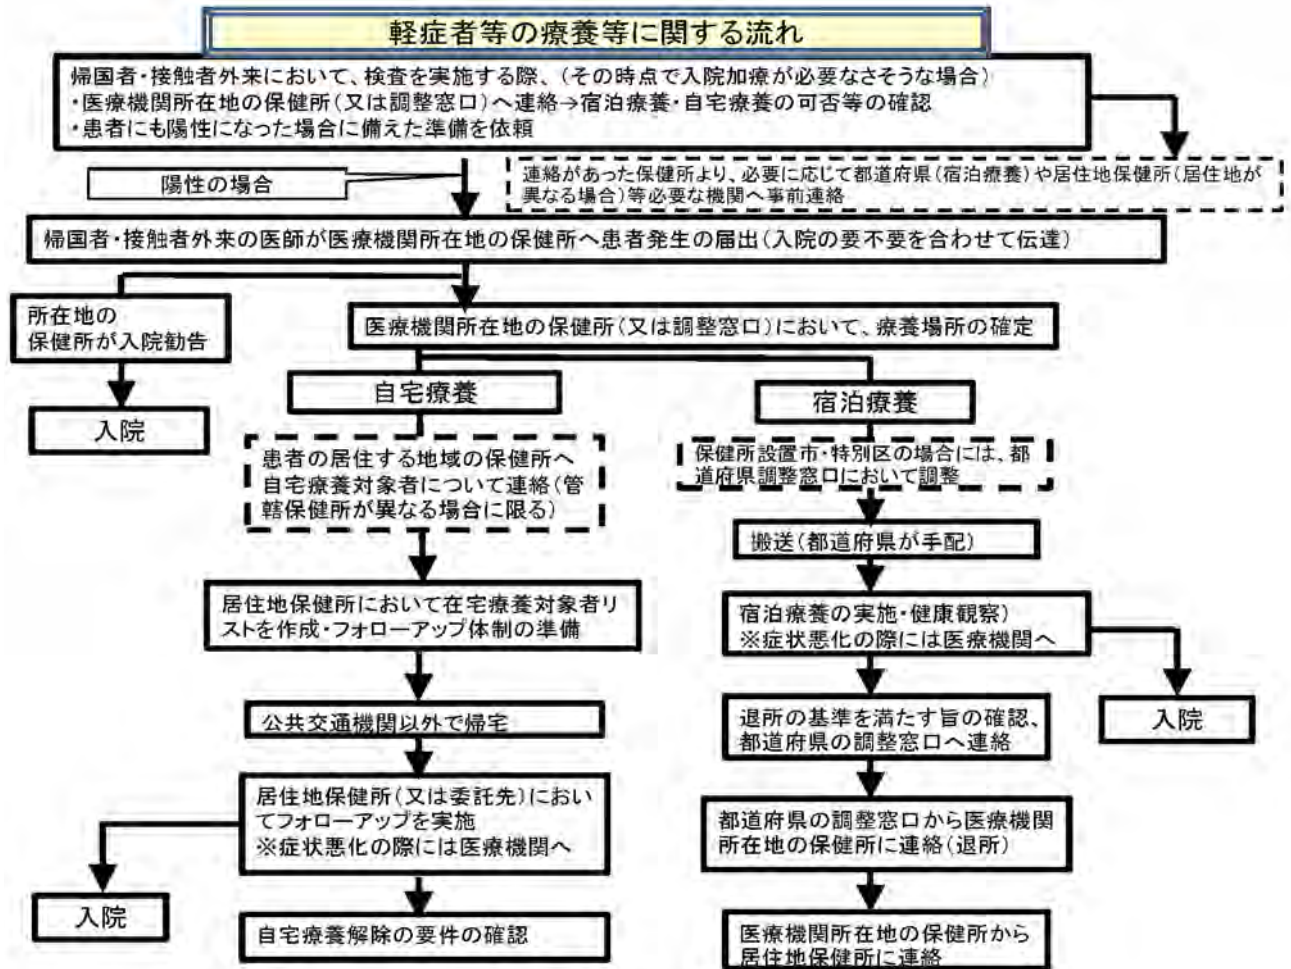 軽症者等の療養等に関する流れ
帰国者・接触者外来において、検査を実施する際、(その時点で入院加療が必要なさそうな場合)
・医療機関所在地の保健所(又は調整窓口)へ連絡→宿泊療養・自宅療養の可否等の確認
・患者にも陽性になった場合に備えた準備を依頼
陽性の場合
連絡があった保健所より、必要に応じて都道府県(宿泊療養)や居住地保健所(居住地が
異なる場合)等必要な機関へ事前連絡
帰国者・接触者外来の医師が医療機関所在地の保健所へ患者発生の届出(入院の要不要を合わせて伝達)
所在地の
保健所が入院勧告
入院
医療機関所在地の保健所(又は調整窓口)において、療養場所の確定
自宅療養
患者の居住する地域の保健所へ
自宅療養対象者について連絡(管
轄保健所が異なる場合に限る)
居住地保健所において在宅療養対象者リ
ストを作成・フォローアップ体制の準備
公共交通機関以外で帰宅
居住地保健所(又は委託先)におい
てフォローアップを実施
※症状悪化の際には医療機関へ
入院
自宅療養解除の要件の確認
宿泊療養
保健所設置市・特別区の場合には、都
道府県調整窓口において調整
搬送(都道府県が手配)
宿泊療養の実施・健康観察)
※症状悪化の際には医療機関へ
入院
退所の基準を満たす旨の確認、
都道府県の調整窓口へ連絡
都道府県の調整窓口から医療機関
所在地の保健所に連絡(退所)
医療機関所在地の保健所から
居住地保健所に連絡